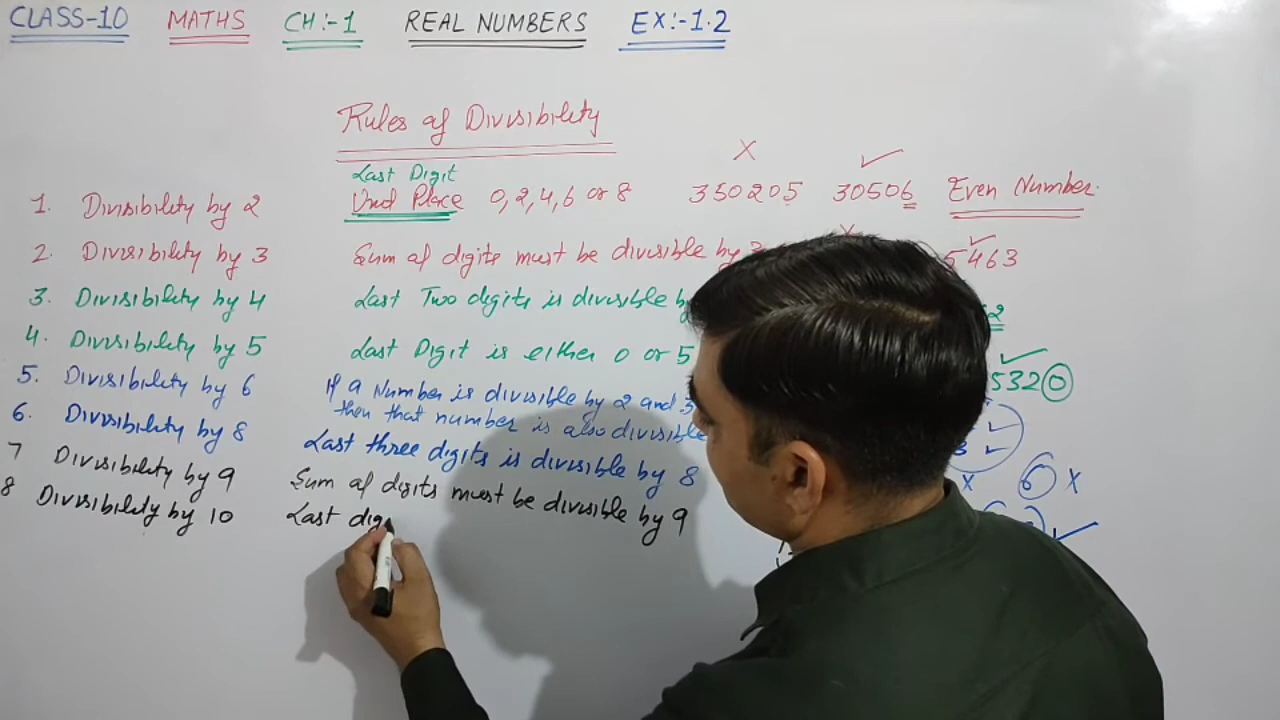 CLASS-10 MATHS CH:-1 REAL NUMBERS EX:-1.2
Rules of Divisibility
Last Digit
1. Divisibility by 2 Unit Place 0, 2, 4, 6 or 8 350205 X 30506 ✓ Even Number.
2. Divisibility by 3 Sum of digits must be divisible by 3 X 5463 ✓
3. Divisibility by 4 Last Two digits is divisible by 2
4. Divisibility by 5 Last Digit is either 0 or 5 5320 ✓
5. Divisibility by 6 If a Number is divisible by 2 and 3
then that number is also divisible
6. Divisibility by 8 Last three digits is divisible by 8 X 6 X
7 Divisibility by 9 Sum of digits must be divisible by 9 ✓
8 Divisibility by 10 Last dig